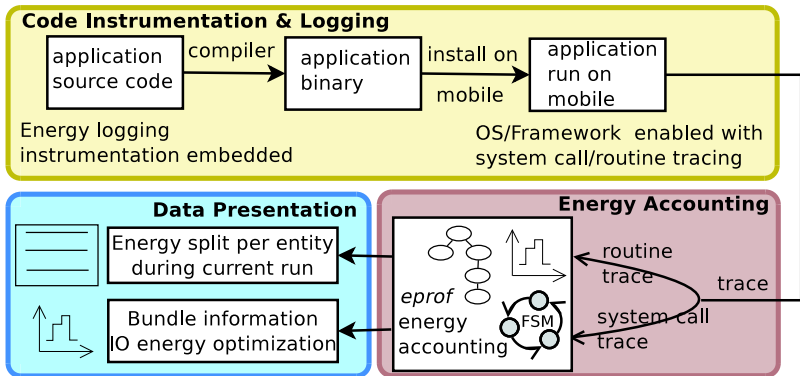 Code Instrumentation & Logging
application
source code
compiler
application
binary
install on
mobile
application
run on
mobile
Energy logging
instrumentation embedded
OS/Framework enabled with
system call/routine tracing
Data Presentation
Energy split per entity
during current run
Bundle information
IO energy optimization
Energy Accounting
eprof
energy
accounting
FSM
routine
trace
system call
trace
trace